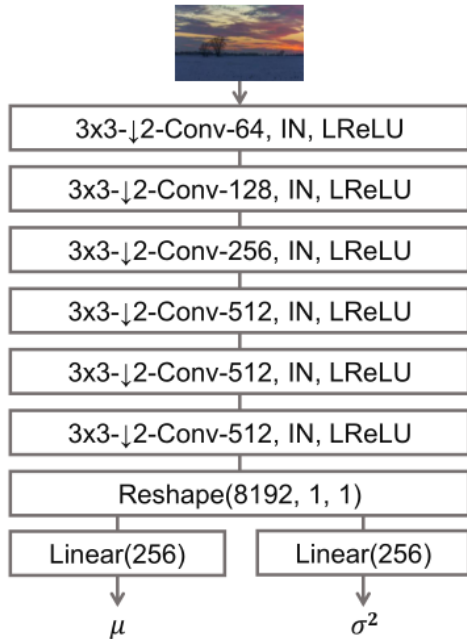 3x3-↓2-Conv-64, IN, LReLU
3x3-↓2-Conv-128, IN, LReLU
3x3-↓2-Conv-256, IN, LReLU
3x3-↓2-Conv-512, IN, LReLU
3x3-↓2-Conv-512, IN, LReLU
3x3-↓2-Conv-512, IN, LReLU
Reshape(8192, 1, 1)
Linear(256) Linear(256)
μ σ²